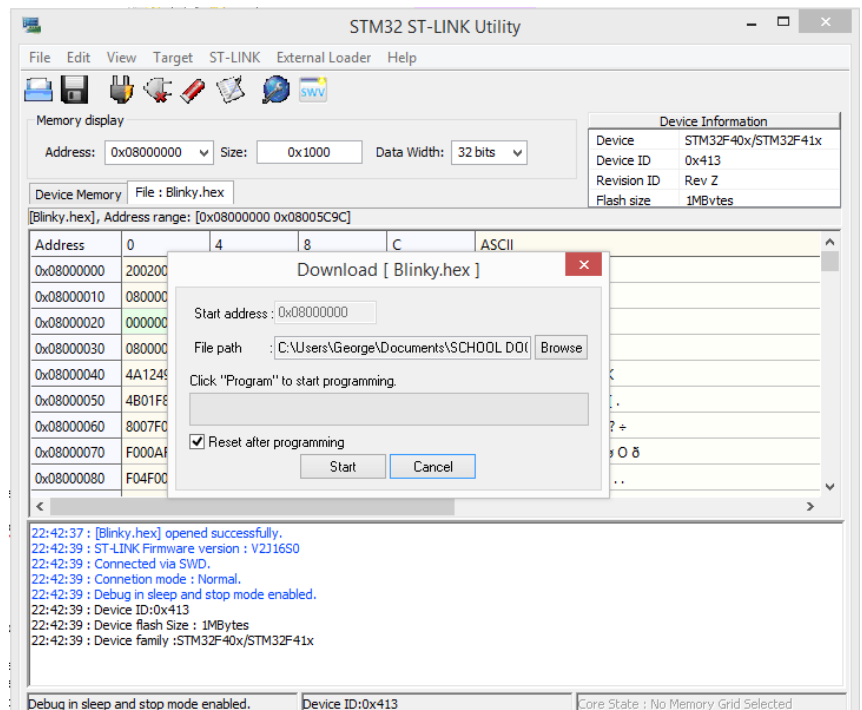 STM32 ST-LINK Utility
File Edit View Target ST-LINK External Loader Help
SWV
Memory display
Address: 0x08000000 Size: 0x1000 Data Width: 32 bits
Device Information
Device STM32F40x/STM32F41x
Device ID 0x413
Revision ID Rev Z
Flash size 1MBytes
Device Memory File : Blinky.hex
[Blinky.hex], Address range: [0x08000000 0x08005C9C]
Address 0 4 8 C ASCII
0x08000000 200200
0x08000010 080000
0x08000020 000000
0x08000030 080000
0x08000040 4A1249
0x08000050 4B01F8
0x08000060 8007F0 ? ÷
0x08000070 F000AF O ð
0x08000080 F04F00 . .
Download [ Blinky.hex ]
Start address : 0x08000000
File path : C:\Users\George\Documents\SCHOOL DO( Browse
Click "Program" to start programming.
Reset after programming
Start Cancel
22:42:37 : [Blinky.hex] opened successfully.
22:42:39 : ST-LINK Firmware version : V2J16S0
22:42:39 : Connected via SWD.
22:42:39 : Connetion mode : Normal.
22:42:39 : Debug in sleep and stop mode enabled.
22:42:39 : Device ID:0x413
22:42:39 : Device flash Size : 1MBytes
22:42:39 : Device family :STM32F40x/STM32F41x
Debug in sleep and stop mode enabled. Device ID:0x413 Core State : No Memory Grid Selected